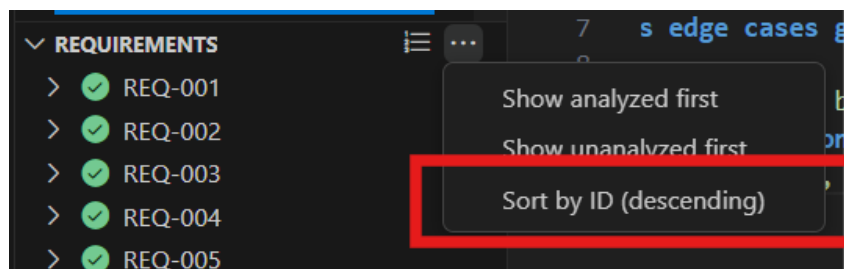 REQUIREMENTS
REQ-001
REQ-002
REQ-003
REQ-004
REQ-005
7 s edge cases g
8
Show analyzed first
Show unanalyzed first
Sort by ID (descending)